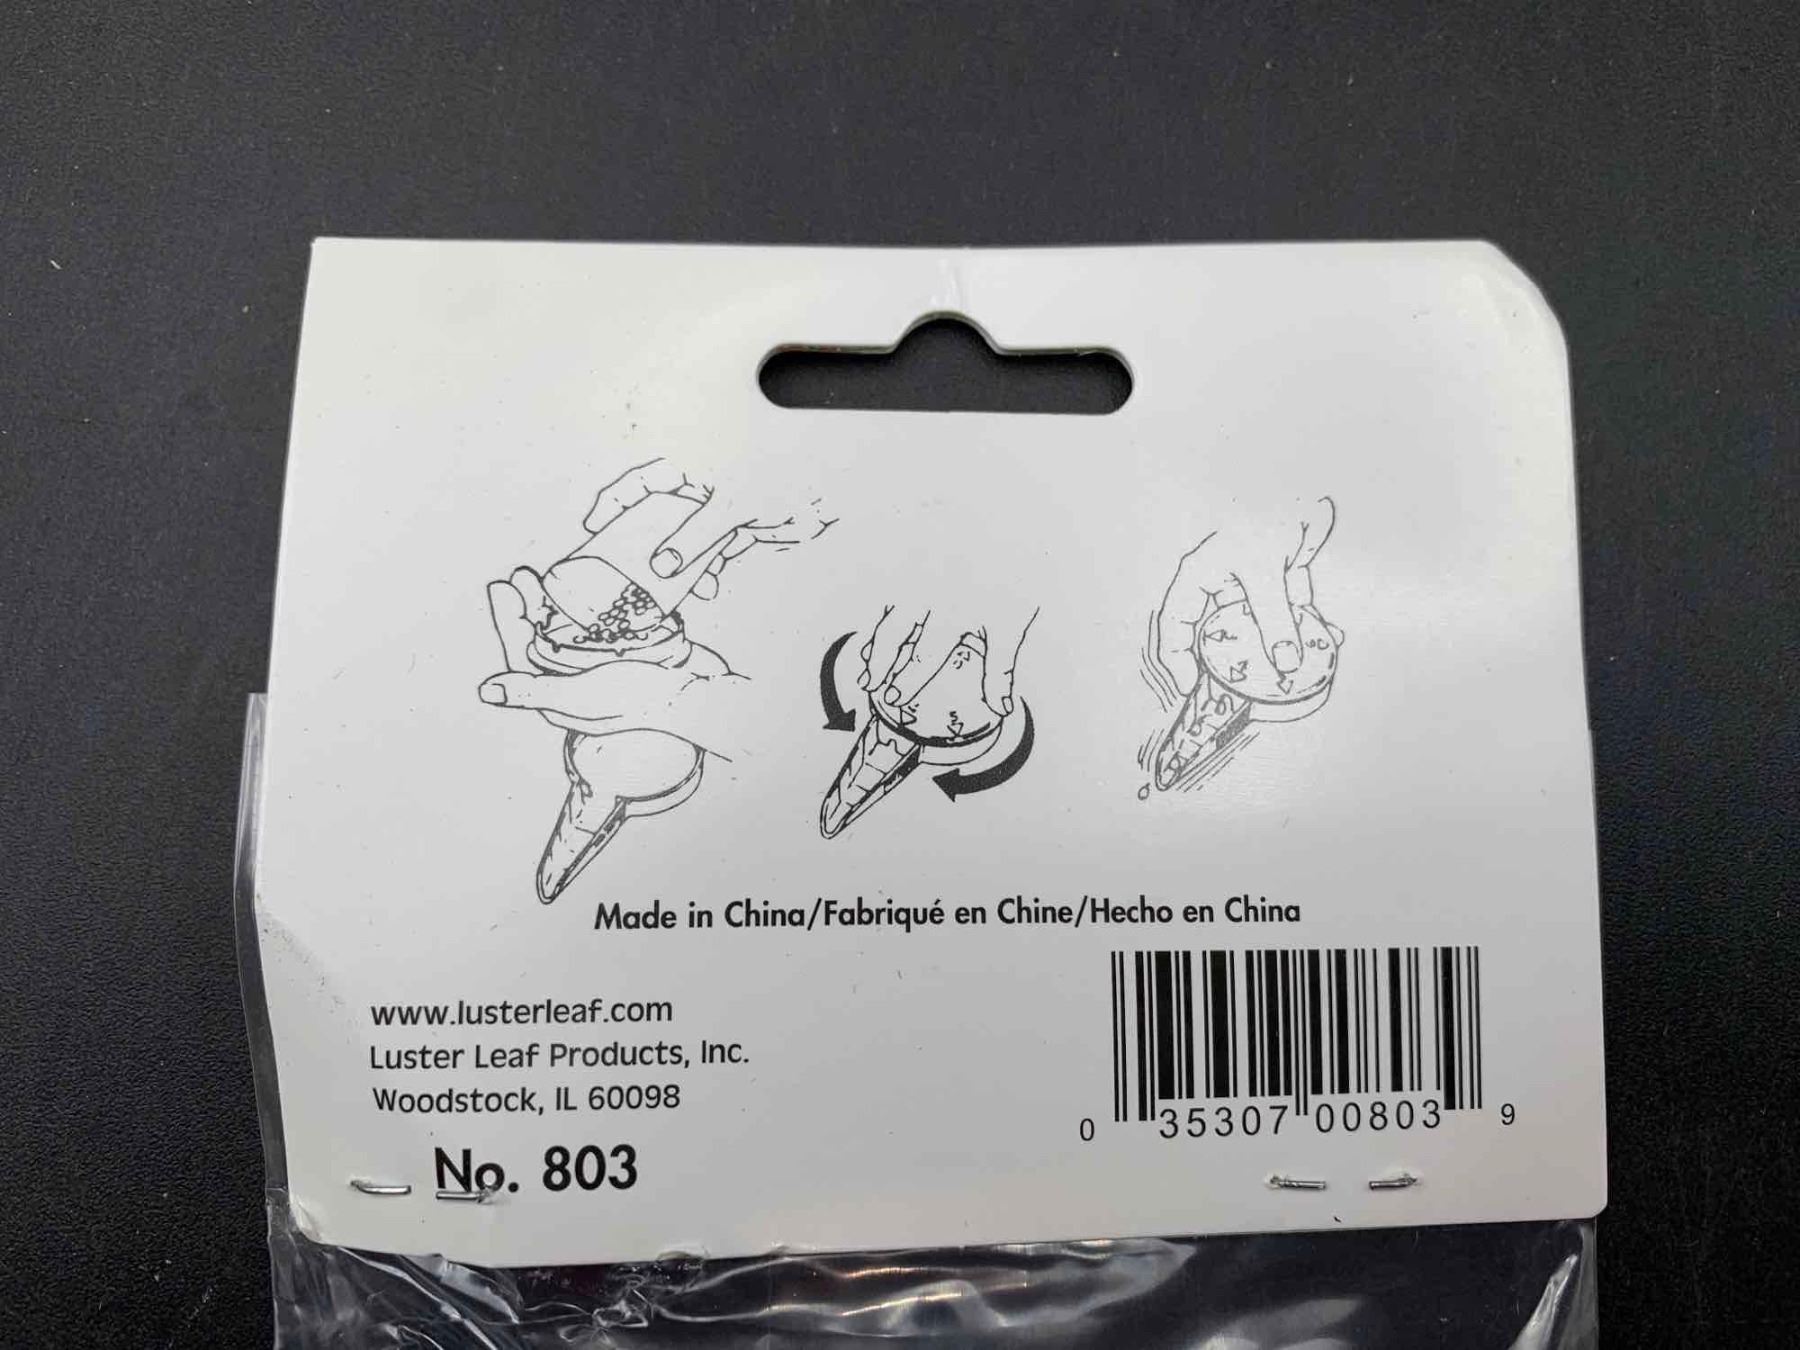 Made in China/Fabriqué en Chine/Hecho en China
www.lusterleaf.com
Luster Leaf Products, Inc.
Woodstock, IL 60098
No. 803
0 35307 00803 9